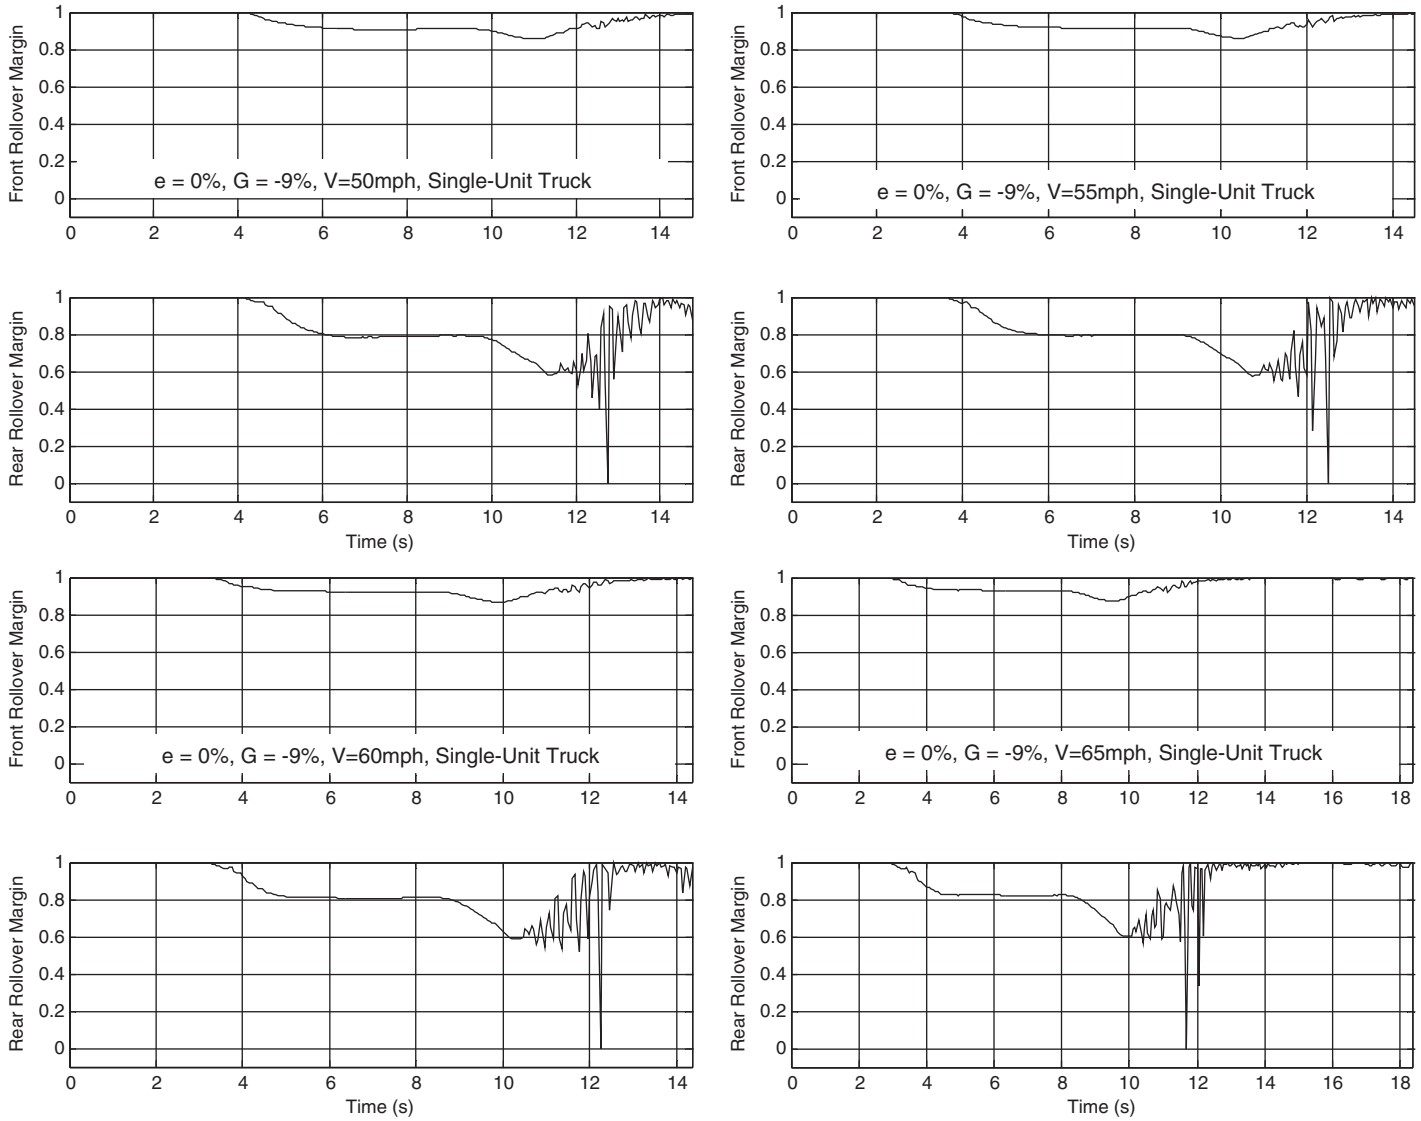 Front Rollover Margin
1
0.8
0.6
0.4
0.2
0
e = 0%, G = -9%, V=50mph, Single-Unit Truck
0 2 4 6 8 10 12 14
Front Rollover Margin
1
0.8
0.6
0.4
0.2
0
e = 0%, G = -9%, V=55mph, Single-Unit Truck
0 2 4 6 8 10 12 14
Rear Rollover Margin
1
0.8
0.6
0.4
0.2
0
0 2 4 6 8 10 12 14
Time (s)
Rear Rollover Margin
1
0.8
0.6
0.4
0.2
0
0 2 4 6 8 10 12 14
Time (s)
Front Rollover Margin
1
0.8
0.6
0.4
0.2
0
e = 0%, G = -9%, V=60mph, Single-Unit Truck
0 2 4 6 8 10 12 14
Front Rollover Margin
1
0.8
0.6
0.4
0.2
0
e = 0%, G = -9%, V=65mph, Single-Unit Truck
0 2 4 6 8 10 12 14 16 18
Rear Rollover Margin
1
0.8
0.6
0.4
0.2
0
0 2 4 6 8 10 12 14
Time (s)
Rear Rollover Margin
1
0.8
0.6
0.4
0.2
0
0 2 4 6 8 10 12 14 16 18
Time (s)